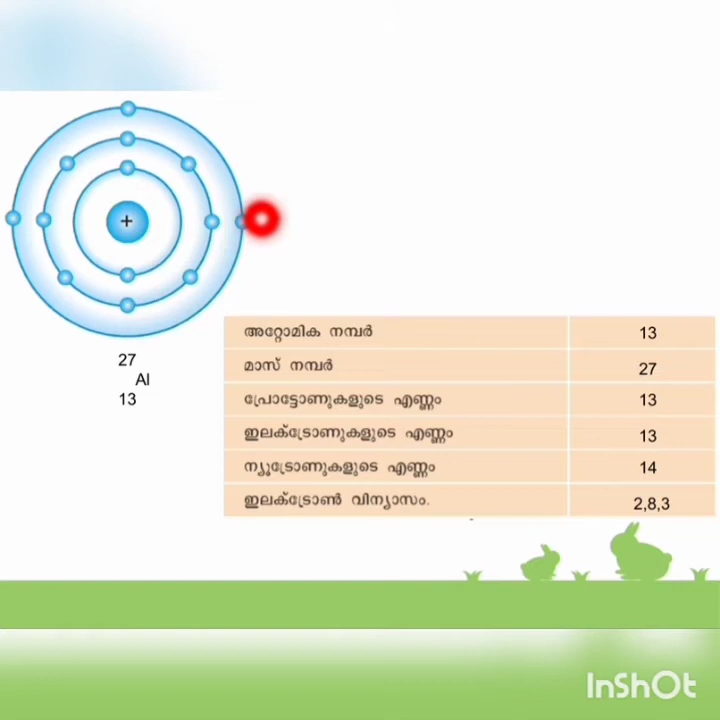 +
27
Al
13
അറ്റോമിക നമ്പർ 13
മാസ് നമ്പർ 27
പ്രോട്ടോണുകളുടെ എണ്ണം 13
ഇലക്ട്രോണുകളുടെ എണ്ണം 13
ന്യൂട്രോണുകളുടെ എണ്ണം 14
ഇലക്ട്രോൺ വിന്യാസം. 2,8,3
InShOt